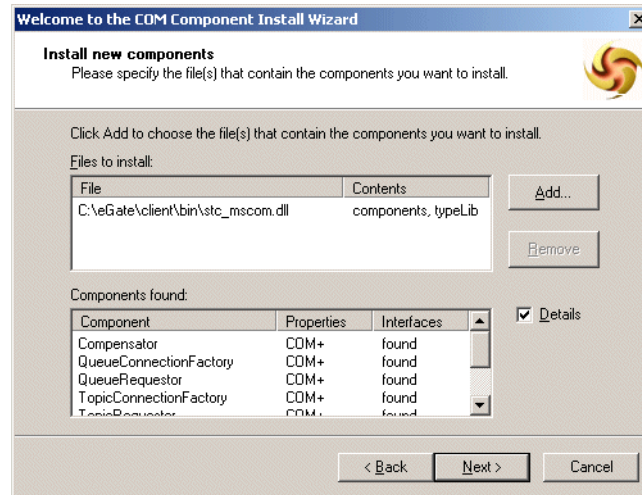 Welcome to the COM Component Install Wizard
Install new components
Please specify the file(s) that contain the components you want to install.
Click Add to choose the file(s) that contain the components you want to install.
Files to install:
File Contents
C:\eGate\client\bin\stc_mscom.dll components, typeLib
Add...
Remove
Components found:
Component Properties Interfaces
Details
Compensator COM+ found
QueueConnectionFactory COM+ found
QueueRequestor COM+ found
TopicConnectionFactory COM+ found
TopicRequestor COM+ found
< Back Next > Cancel